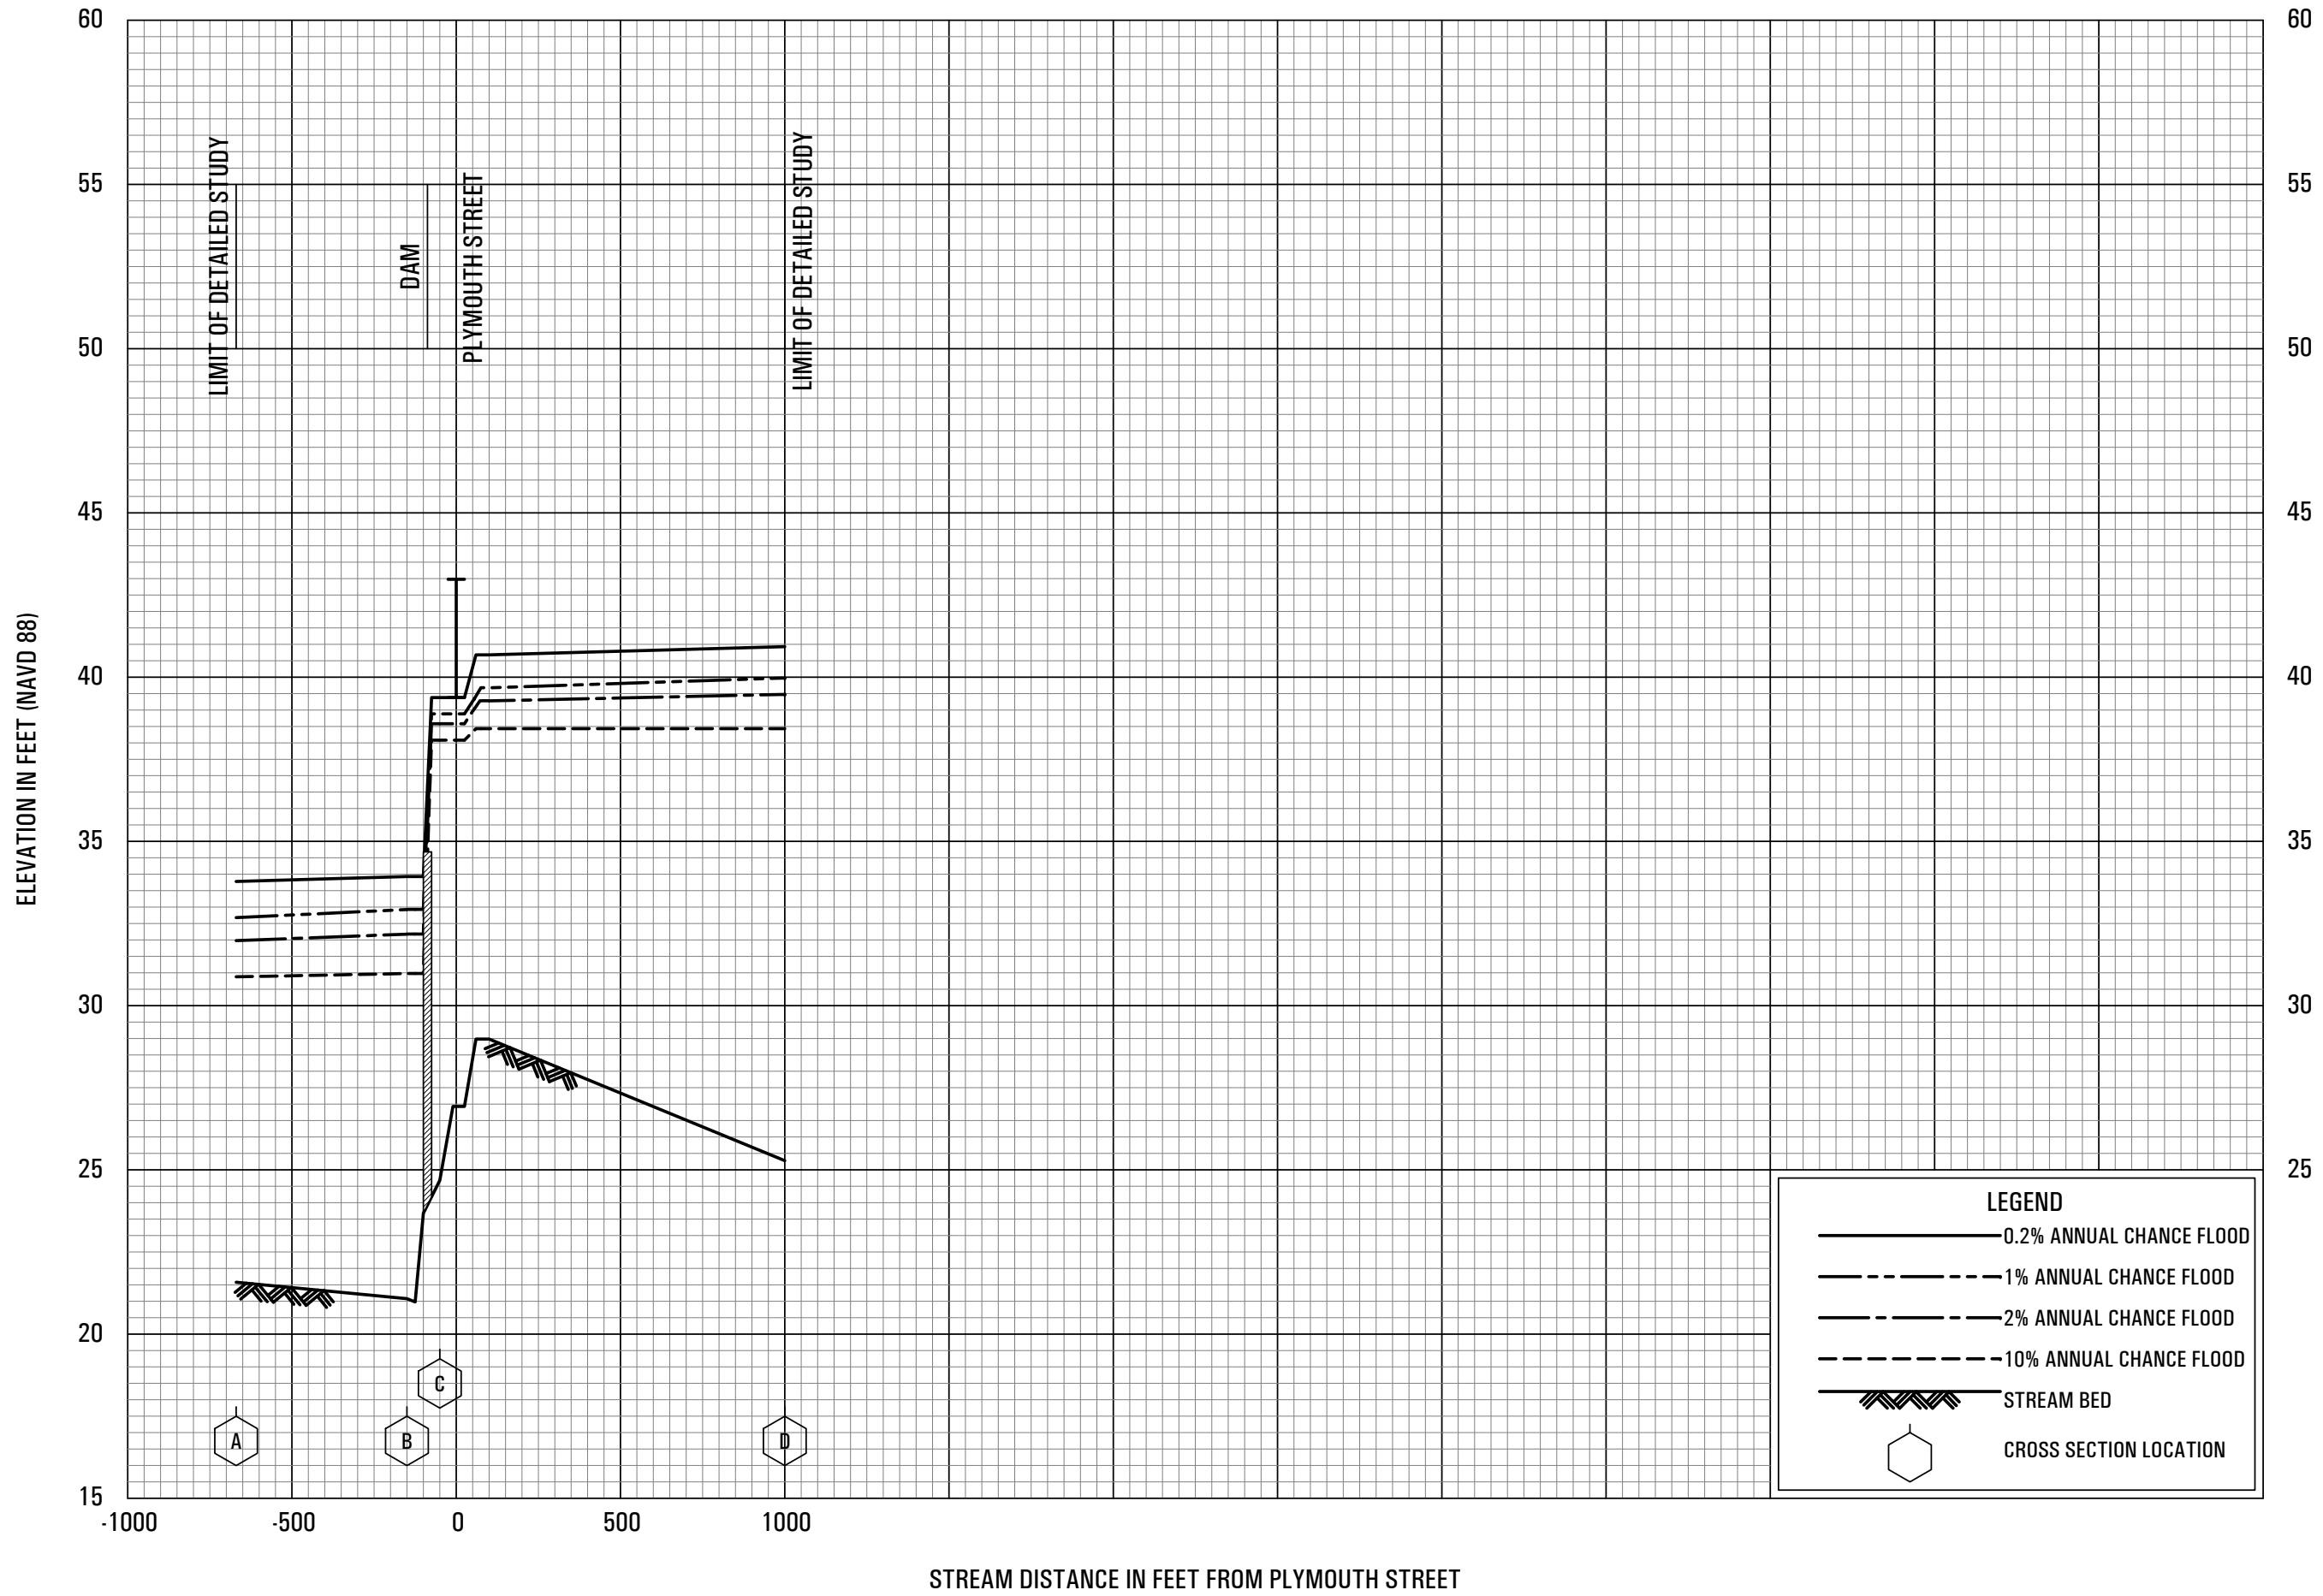 60
60
LIMIT OF DETAILED STUDY
DAM
PLYMOUTH STREET
LIMIT OF DETAILED STUDY
55
55
50
50
45
45
40
40
35
35
30
30
25
25
20
15
ELEVATION IN FEET (NAVD 88)
C
A
B
D
LEGEND
0.2% ANNUAL CHANCE FLOOD
1% ANNUAL CHANCE FLOOD
2% ANNUAL CHANCE FLOOD
10% ANNUAL CHANCE FLOOD
STREAM BED
CROSS SECTION LOCATION
-1000
-500
0
500
1000
STREAM DISTANCE IN FEET FROM PLYMOUTH STREET